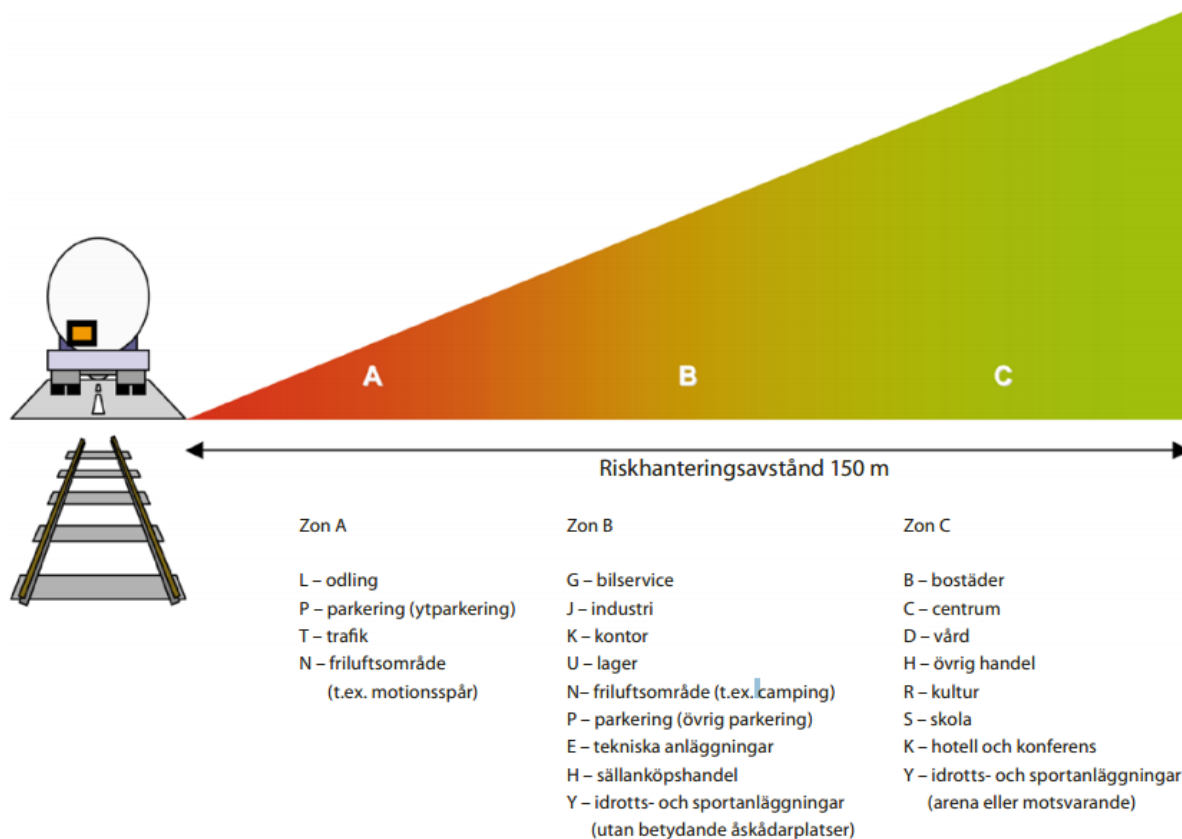 A
B
C
Riskhanteringsavstånd 150 m
Zon A
L – odling
P – parkering (ytparkering)
T – trafik
N – friluftsområde
(t.ex. motionsspår)
Zon B
G – bilservice
J – industri
K – kontor
U – lager
N– friluftsområde (t.ex. camping)
P – parkering (övrig parkering)
E – tekniska anläggningar
H – sällanköpshandel
Y – idrotts- och sportanläggningar
(utan betydande åskådarplatser)
Zon C
B – bostäder
C – centrum
D – vård
H – övrig handel
R – kultur
S – skola
K – hotell och konferens
Y – idrotts- och sportanläggningar
(arena eller motsvarande)